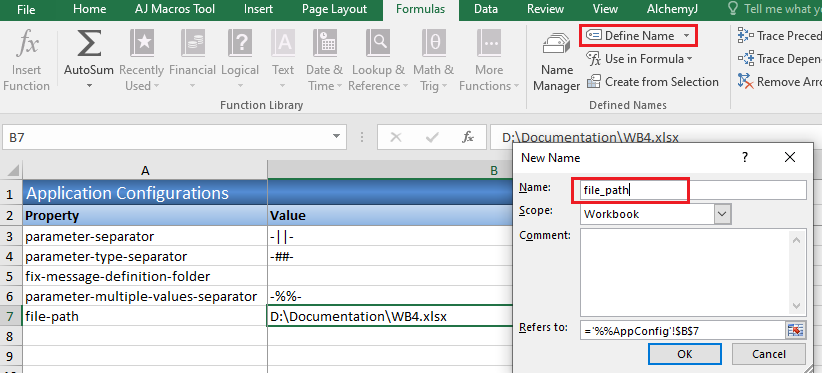 File AJ Macros Tool Insert Page Layout Formulas Data Review View AlchemyJ Tell me what you
fx
Insert Function
Σ AutoSum
Recently Used
Financial
Logical
Text
Date & Time
Lookup & Reference
Math & Trig
More Functions
Function Library
Name Manager
Define Name
Use in Formula
Create from Selection
Defined Names
Trace Preced
Trace Depen
Remove Arro
B7 fx D:\Documentation\WB4.xlsx
A B
1 Application Configurations
2 Property Value
3 parameter-separator -||-
4 parameter-type-separator -##-
5 fix-message-definition-folder
6 parameter-multiple-values-separator -%%-
7 file-path D:\Documentation\WB4.xlsx
8
9
New Name ? ×
Name: file_path
Scope: Workbook
Comment:
Refers to: ='%%AppConfig'!$B$7
OK Cancel